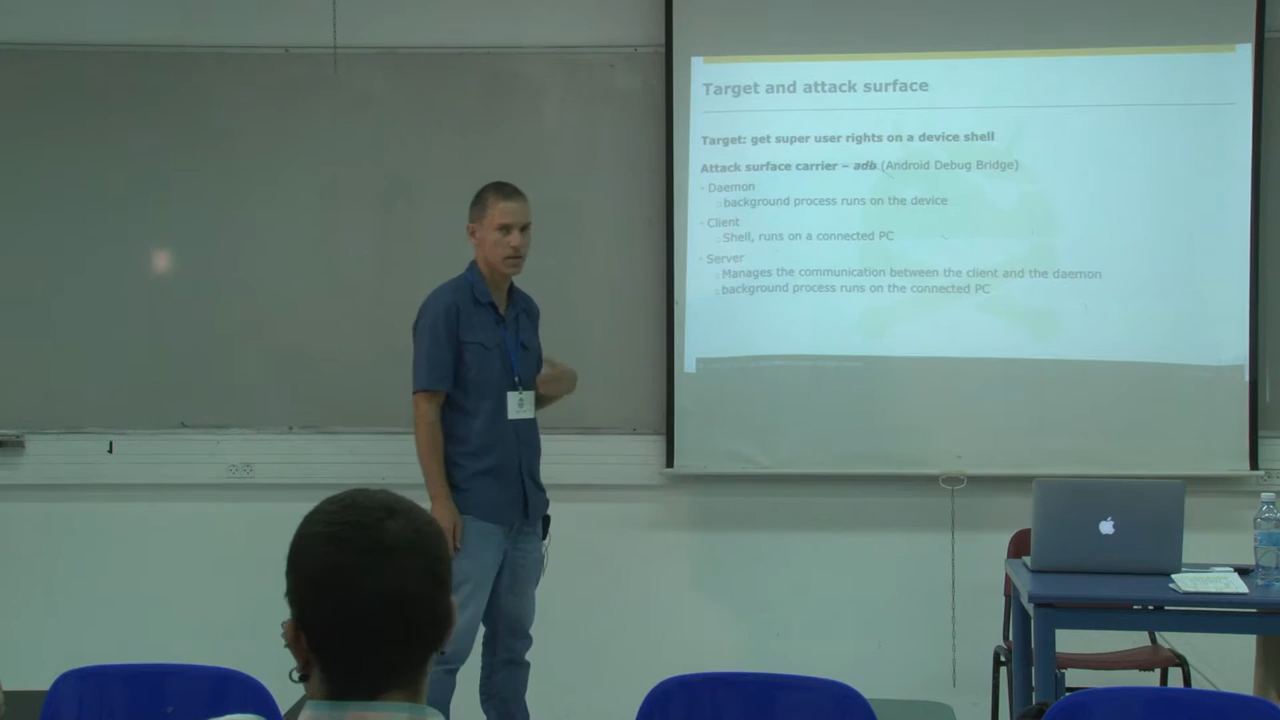 Target and attack surface
Target: get super user rights on a device shell
Attack surface carrier – adb (Android Debug Bridge)
- Daemon
background process runs on the device
- Client
Shell, runs on a connected PC
- Server
Manages the communication between the client and the daemon
background process runs on the connected PC